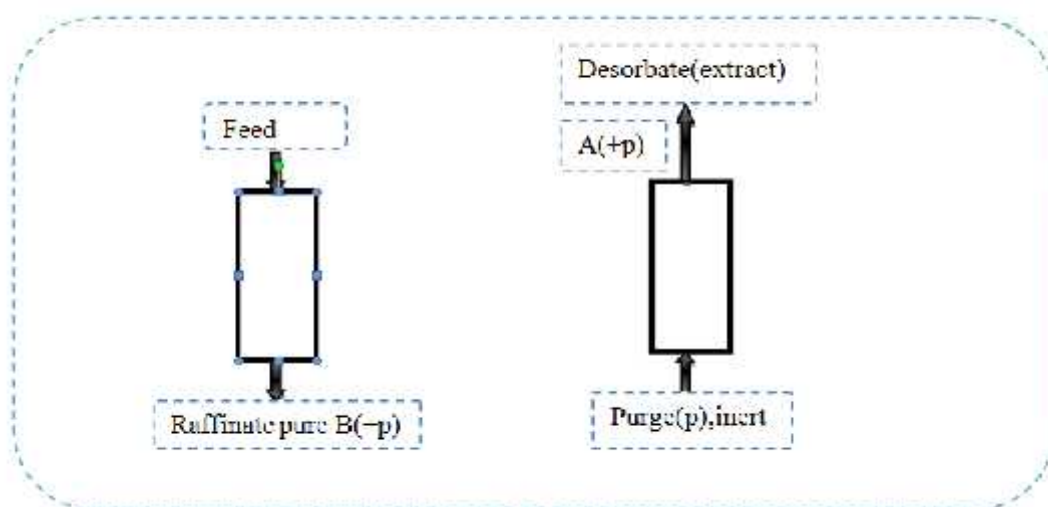 Desorbate(extract)
Feed
A(+p)
Raffinate pure B(+p)
Purge(p),inert